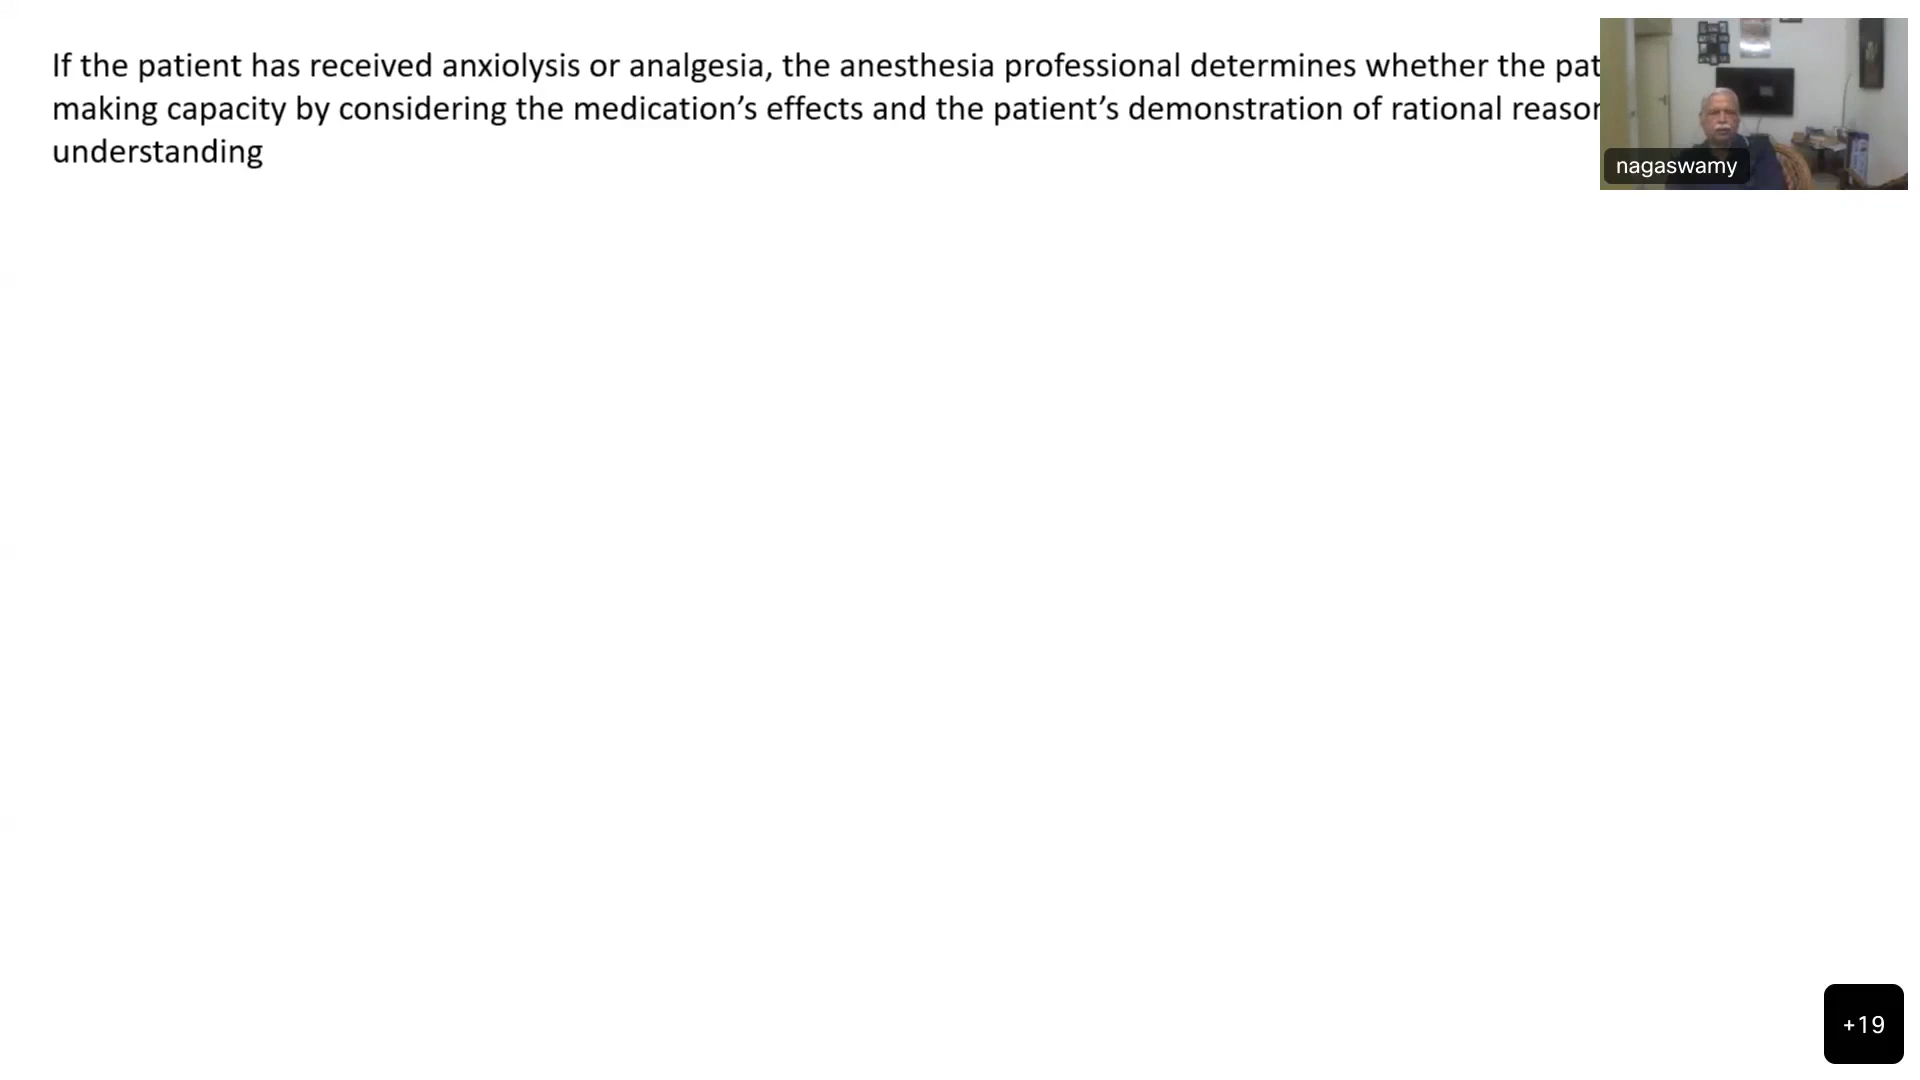 If the patient has received anxiolysis or analgesia, the anesthesia professional determines whether the pat
making capacity by considering the medication’s effects and the patient’s demonstration of rational reasor
understanding
nagaswamy
+19